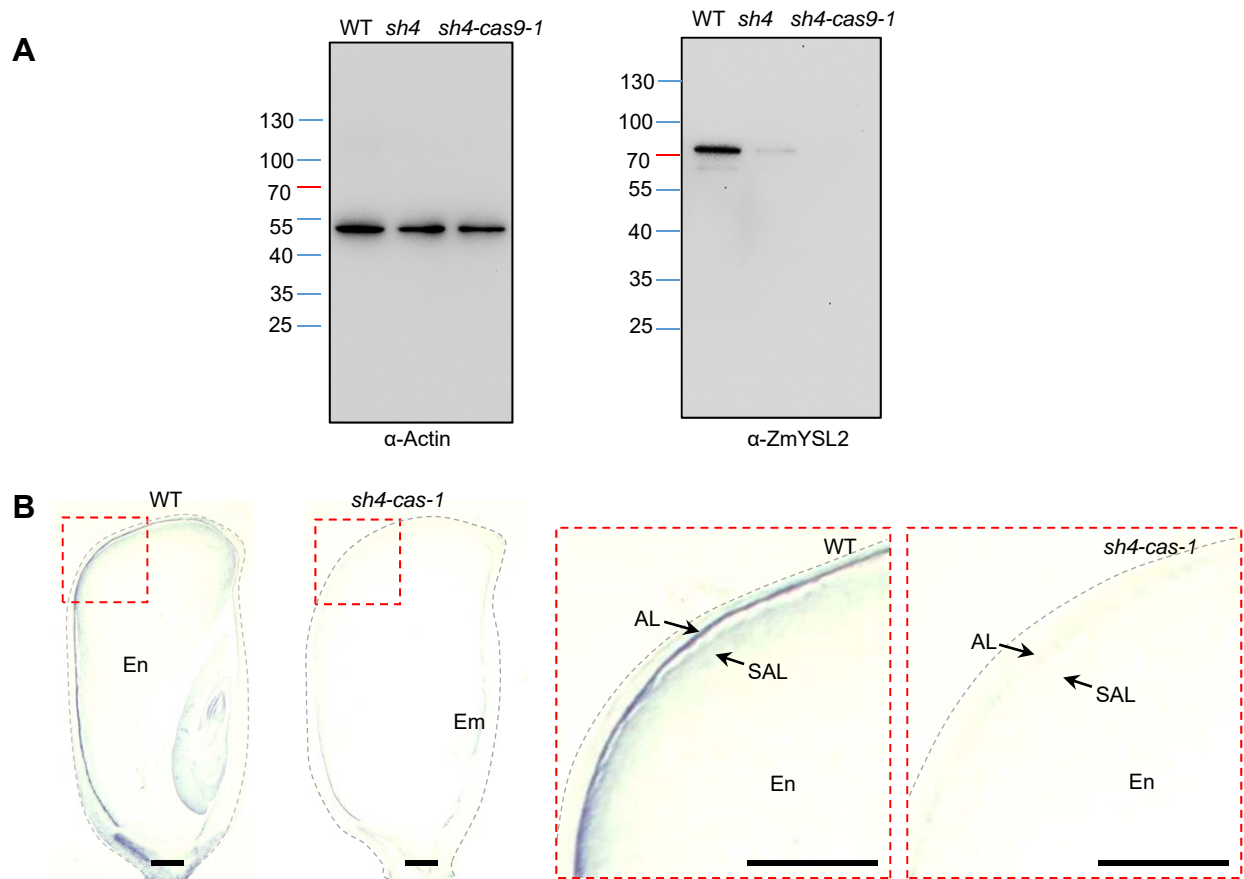 A
WT sh4 sh4-cas9-1
130
100
70
55
40
35
25
α-Actin
WT sh4 sh4-cas9-1
130
100
70
55
40
35
25
α-ZmYSL2
B
WT
En
sh4-cas-1
Em
WT
AL
SAL
En
sh4-cas-1
AL
SAL
En